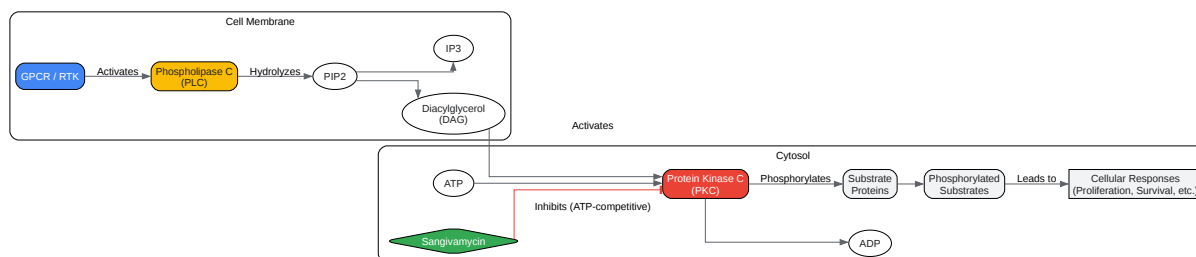 Cell Membrane
IP3
GPCR / RTK
Activates
Phospholipase C
(PLC)
Hydrolyzes
PIP2
Diacylglycerol
(DAG)
Activates
Cytosol
ATP
Protein Kinase C
(PKC)
Phosphorylates
Substrate
Proteins
Phosphorylated
Substrates
Leads to
Cellular Responses
(Proliferation, Survival, etc.)
Inhibits (ATP-competitive)
Sangivamycin
ADP